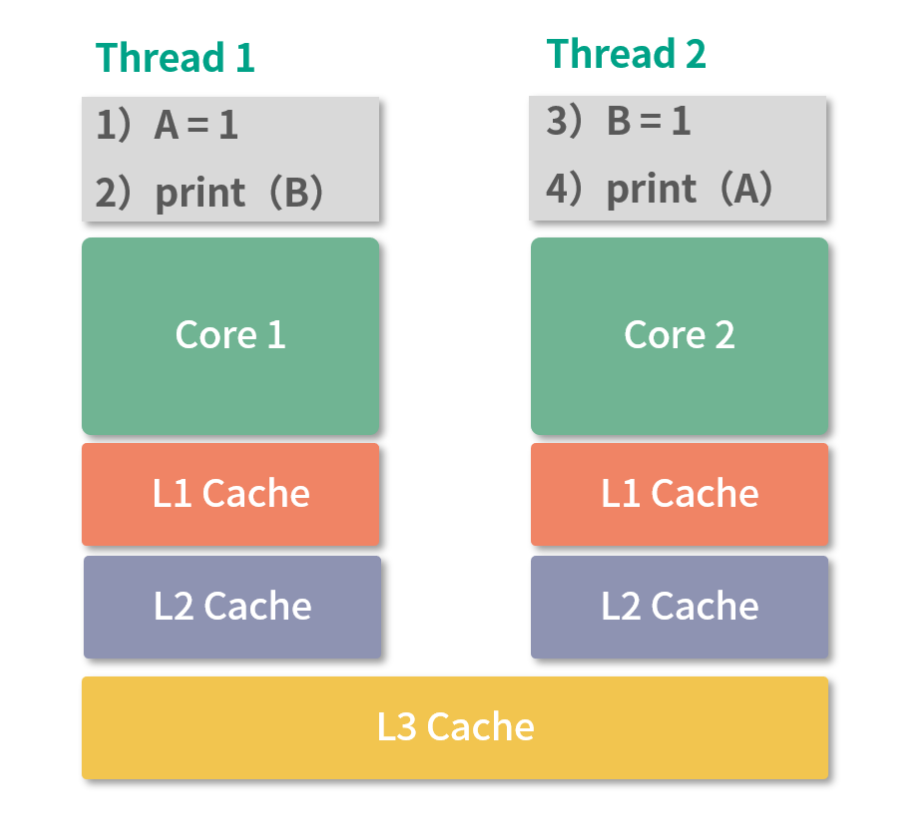 Thread 1
1）A = 1
2）print（B）
Core 1
L1 Cache
L2 Cache
Thread 2
3）B = 1
4）print（A）
Core 2
L1 Cache
L2 Cache
L3 Cache